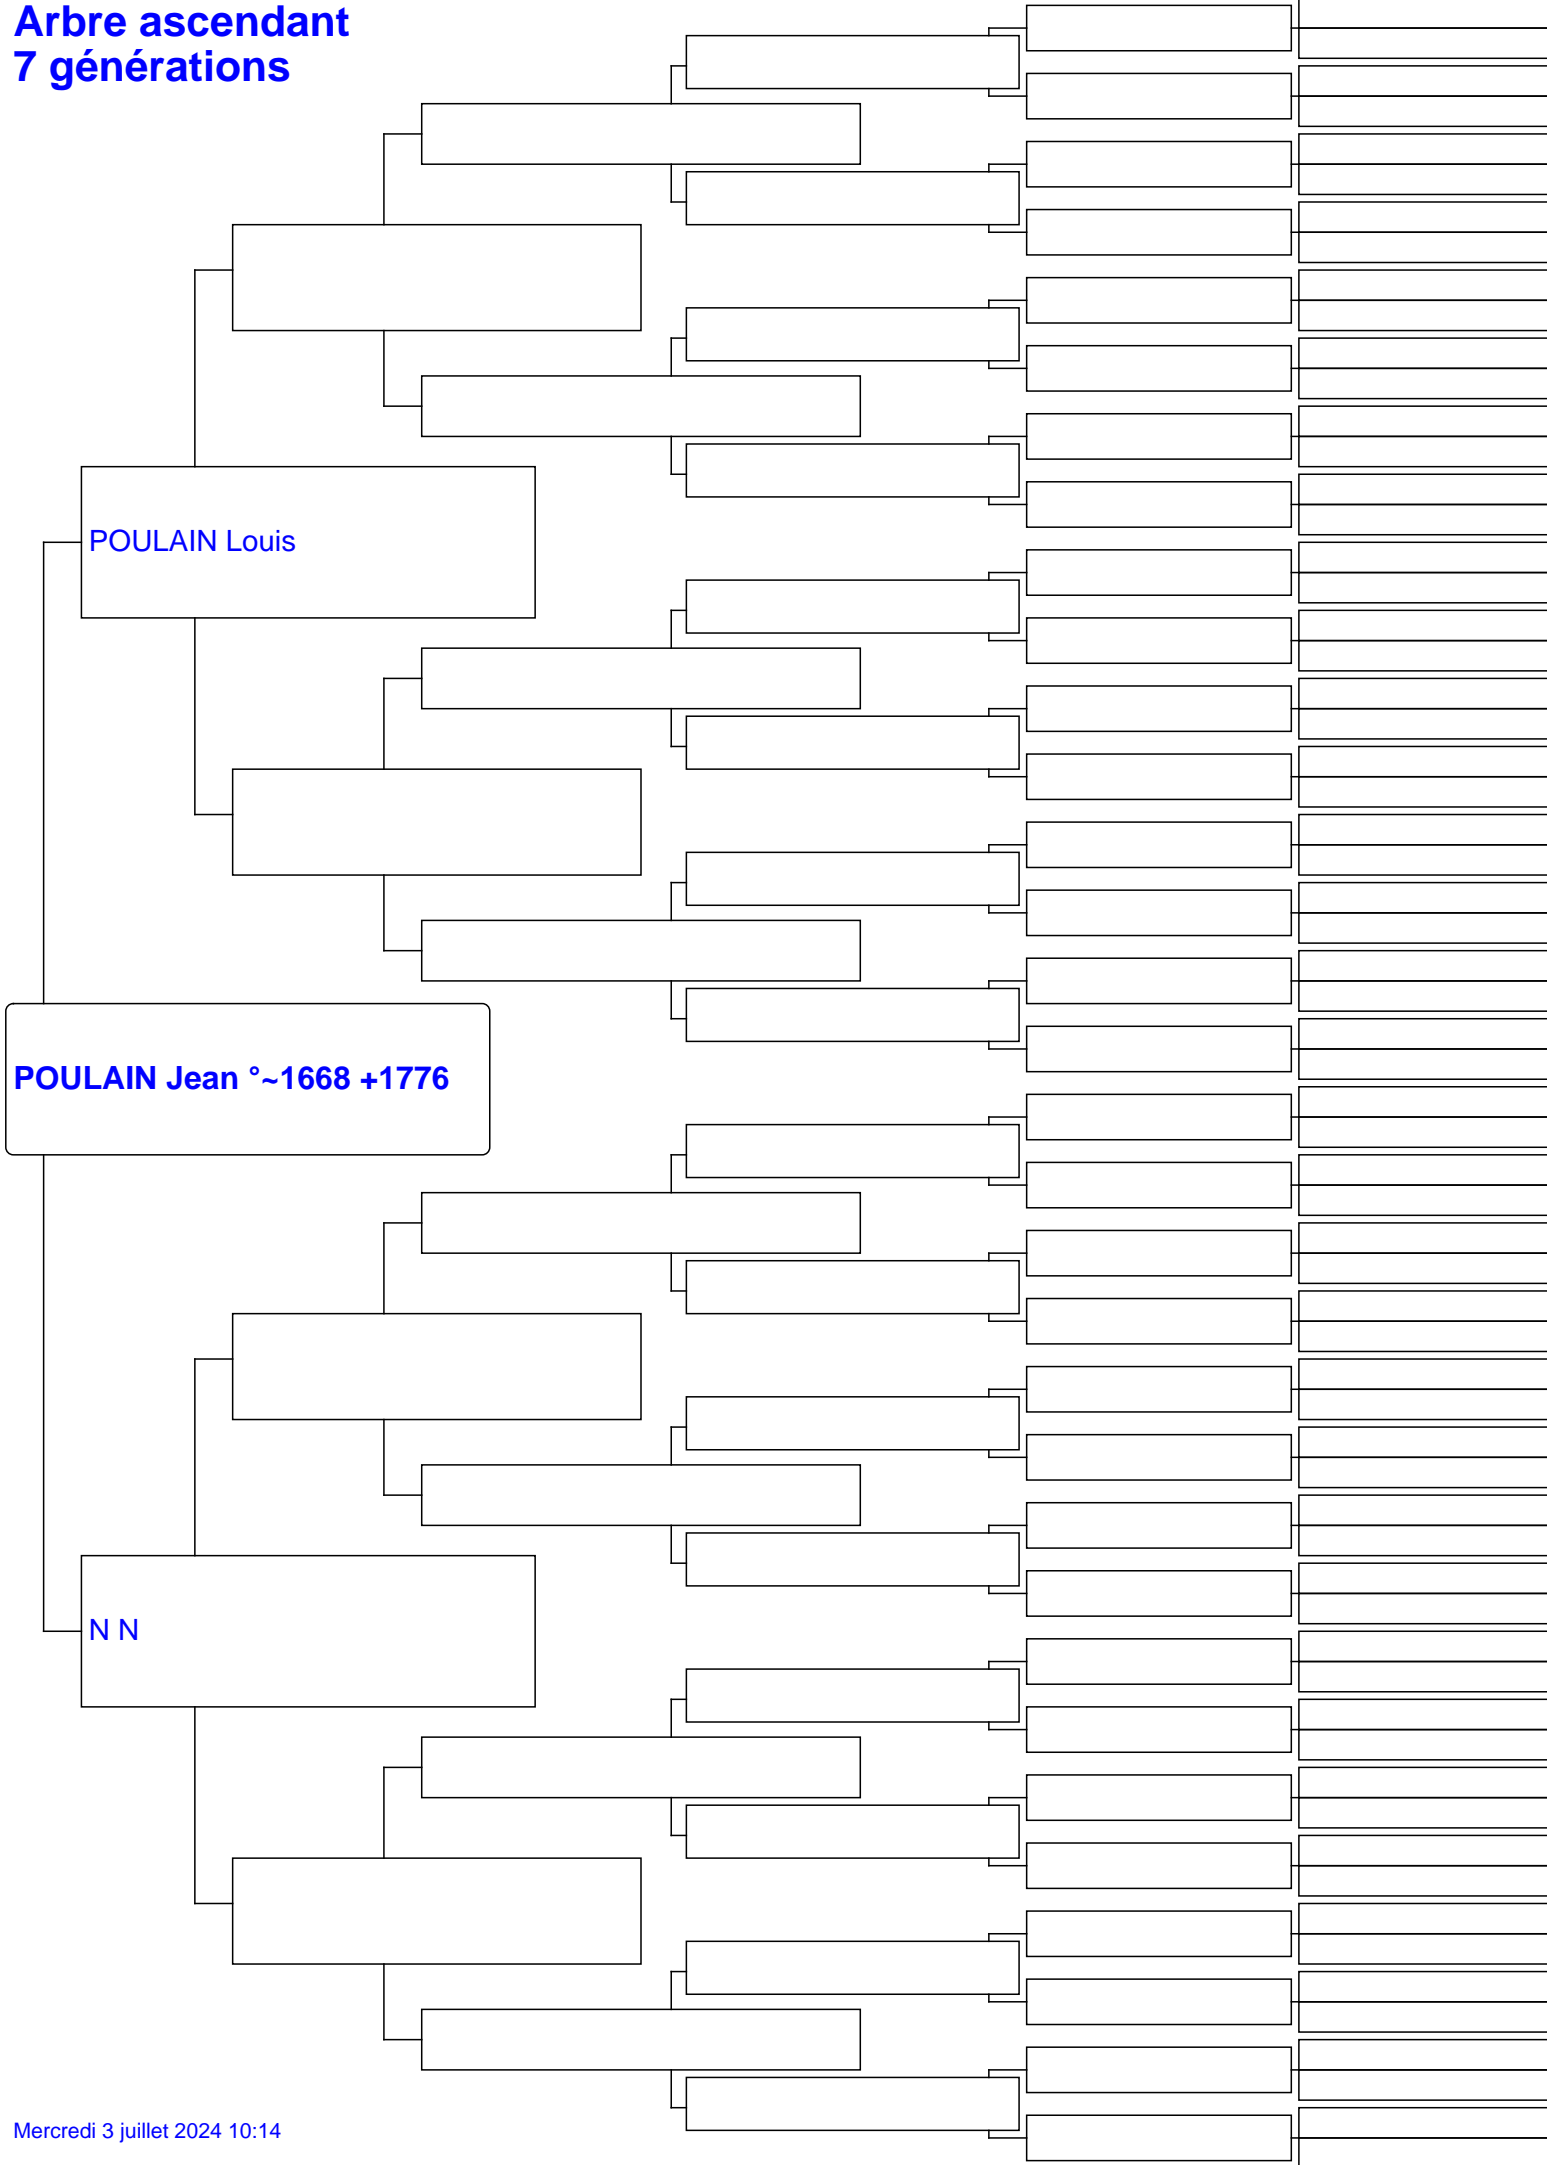 Arbre ascendant
7 générations
POULAIN Louis
POULAIN Jean °~1668 +1776
N N
Mercredi 3 juillet 2024 10:14